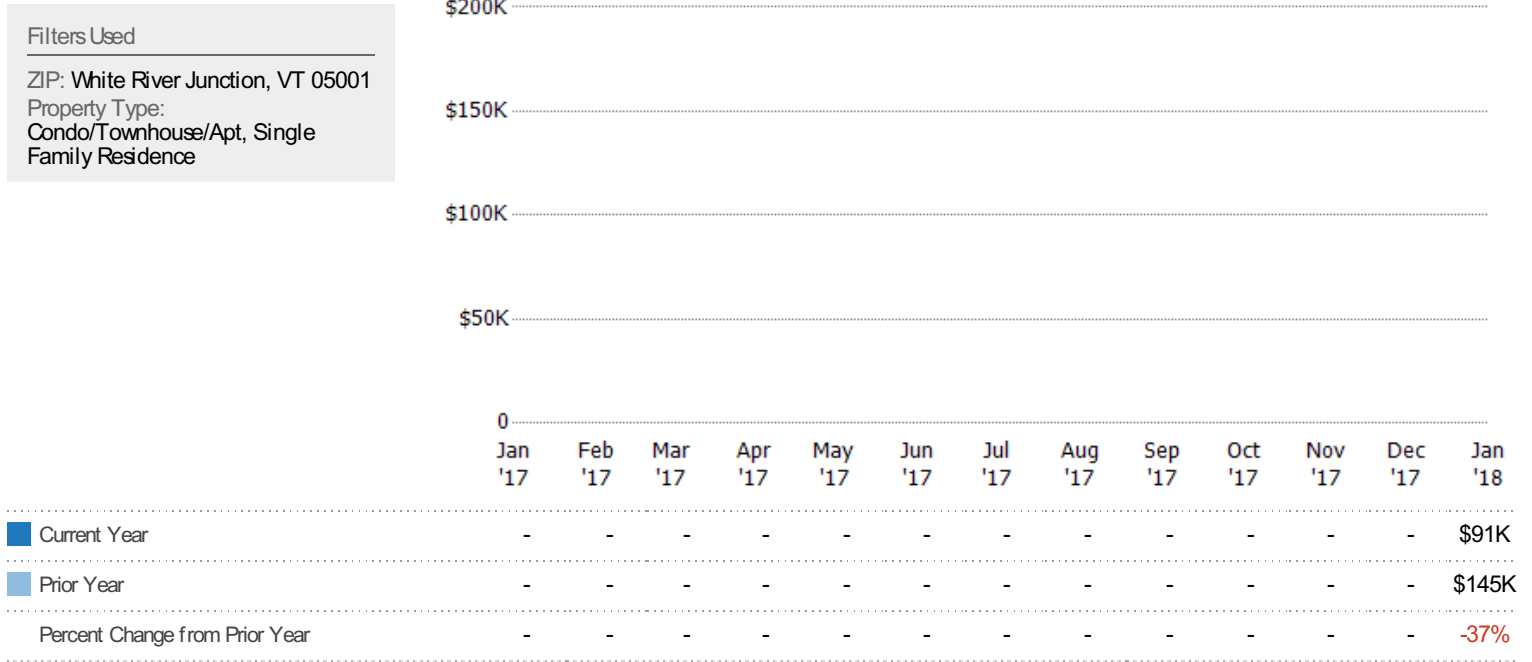 Filters Used
ZIP: White River Junction, VT 05001
Property Type:
Condo/Townhouse/Apt, Single
Family Residence
$200K
$150K
$100K
$50K
0
Jan Feb Mar Apr May Jun Jul Aug Sep Oct Nov Dec Jan
'17 '17 '17 '17 '17 '17 '17 '17 '17 '17 '17 '17 '18
Current Year - - - - - - - - - - - - $91K
Prior Year - - - - - - - - - - - - $145K
Percent Change from Prior Year - - - - - - - - - - - - -37%